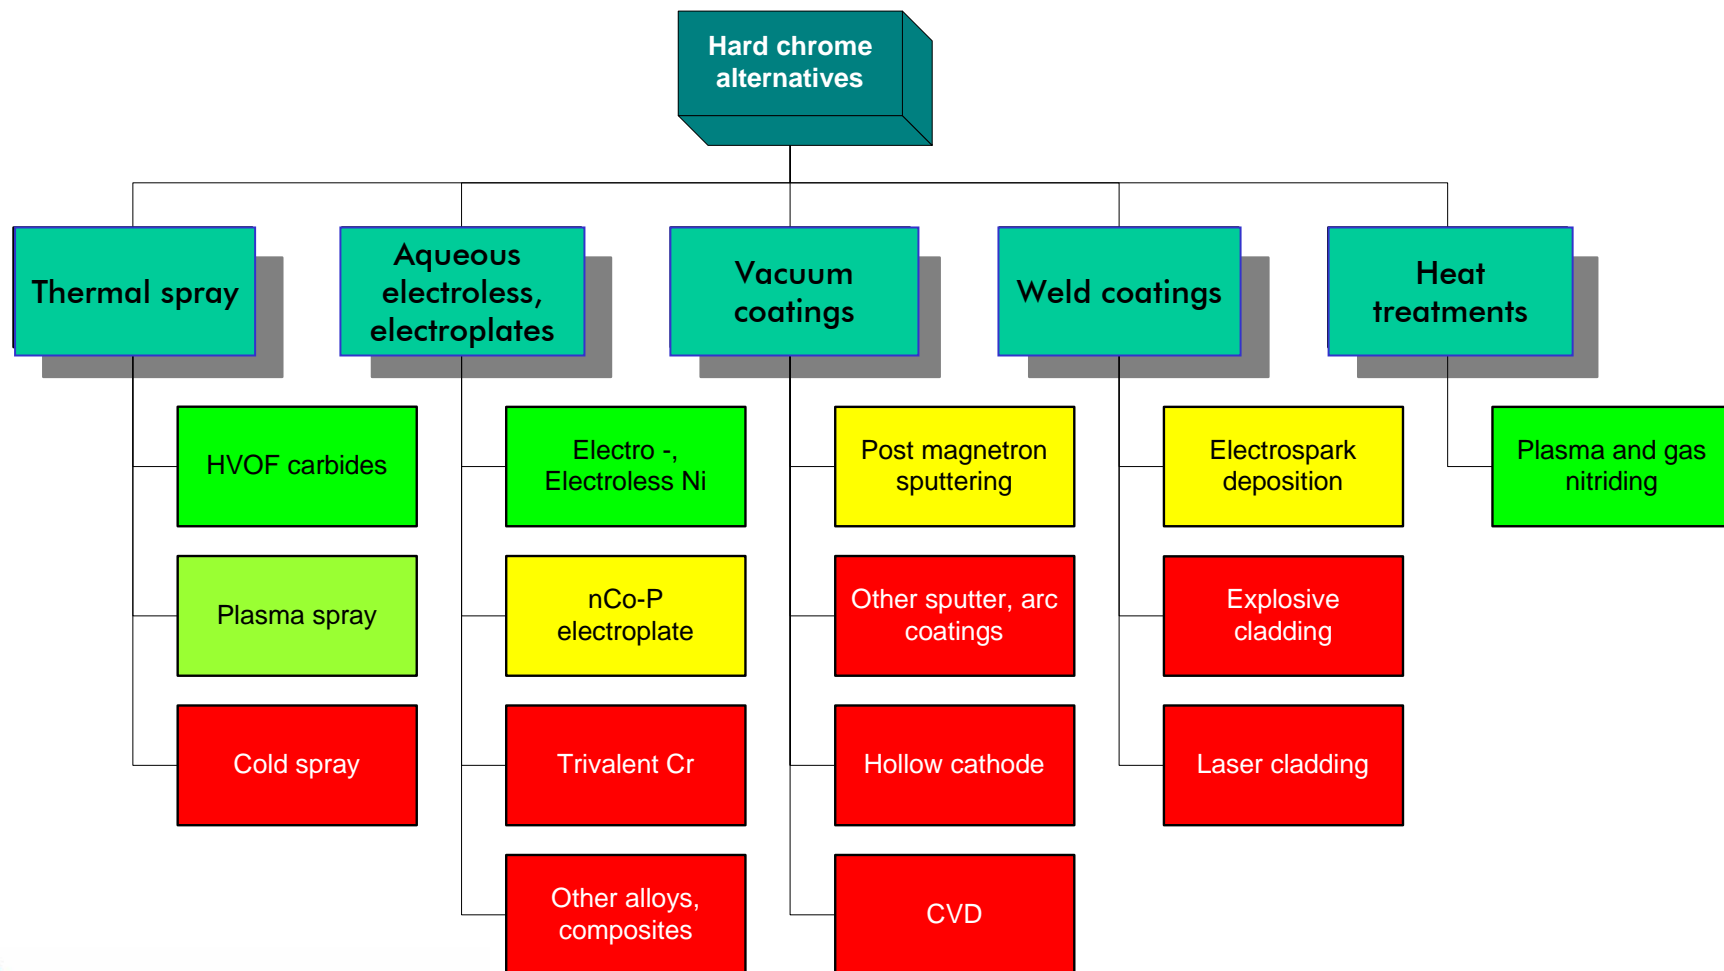 Hard chrome
alternatives
Thermal spray
Aqueous
electroless,
electroplates
Vacuum
coatings
Weld coatings
Heat
treatments
HVOF carbides
Electro -,
Electroless Ni
Post magnetron
sputtering
Electrospark
deposition
Plasma and gas
nitriding
Plasma spray
nCo-P
electroplate
Other sputter, arc
coatings
Explosive
cladding
Cold spray
Trivalent Cr
Hollow cathode
Laser cladding
Other alloys,
composites
CVD